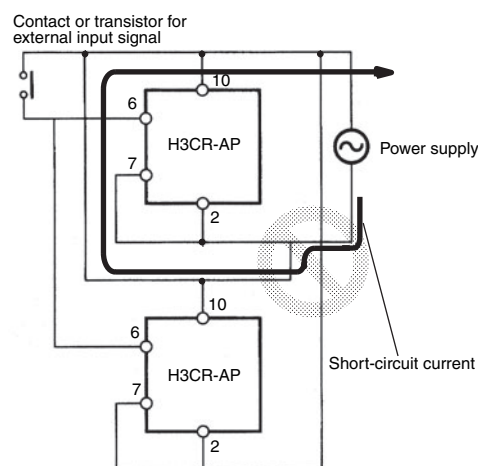 Contact or transistor for
external input signal
10
6
H3CR-AP
7
Power supply
2
10
6
H3CR-AP
Short-circuit current
7
2